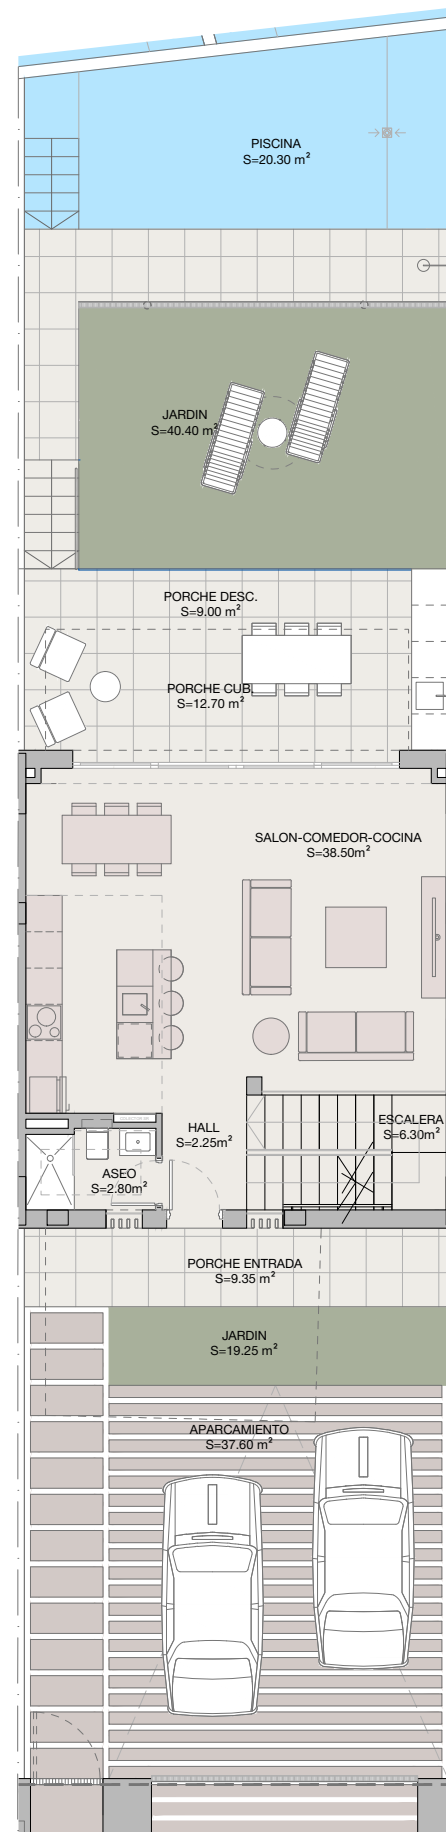 PISCINA
S=20.30 m²
JARDIN
S=40.40 m²
PORCHE DESC.
S=9.00 m²
PORCHE CUB.
S=12.70 m²
SALON-COMEDOR-COCINA
S=38.50m²
HALL
S=2.25m²
ESCALERA
S=6.30m²
ASEO
S=2.80m²
PORCHE ENTRADA
S=9.35 m²
JARDIN
S=19.25 m²
APARCAMIENTO
S=37.60 m²